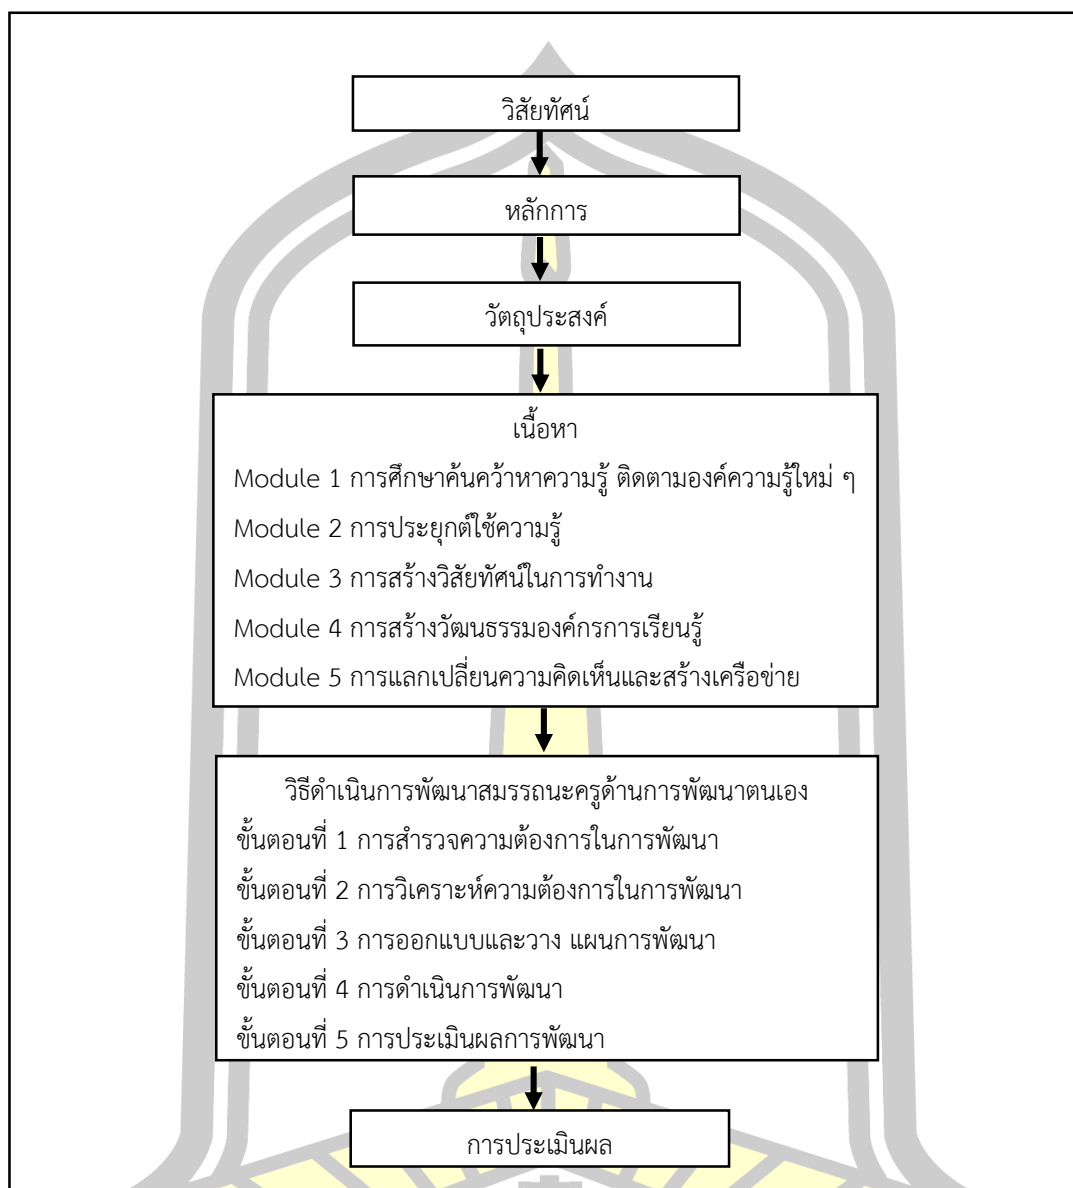 วิสัยทัศน์
หลักการ
วัตถุประสงค์
เนื้อหา
Module 1 การศึกษาค้นคว้าหาความรู้ ติดตามองค์ความรู้ใหม่ ๆ
Module 2 การประยุกต์ใช้ความรู้
Module 3 การสร้างวิสัยทัศน์ในการทำงาน
Module 4 การสร้างวัฒนธรรมองค์กรการเรียนรู้
Module 5 การแลกเปลี่ยนความคิดเห็นและสร้างเครือข่าย
วิธีดำเนินการพัฒนาสมรรถนะครูด้านการพัฒนาตนเอง
ขั้นตอนที่ 1 การสำรวจความต้องการในการพัฒนา
ขั้นตอนที่ 2 การวิเคราะห์ความต้องการในการพัฒนา
ขั้นตอนที่ 3 การออกแบบและวาง แผนการพัฒนา
ขั้นตอนที่ 4 การดำเนินการพัฒนา
ขั้นตอนที่ 5 การประเมินผลการพัฒนา
การประเมินผล